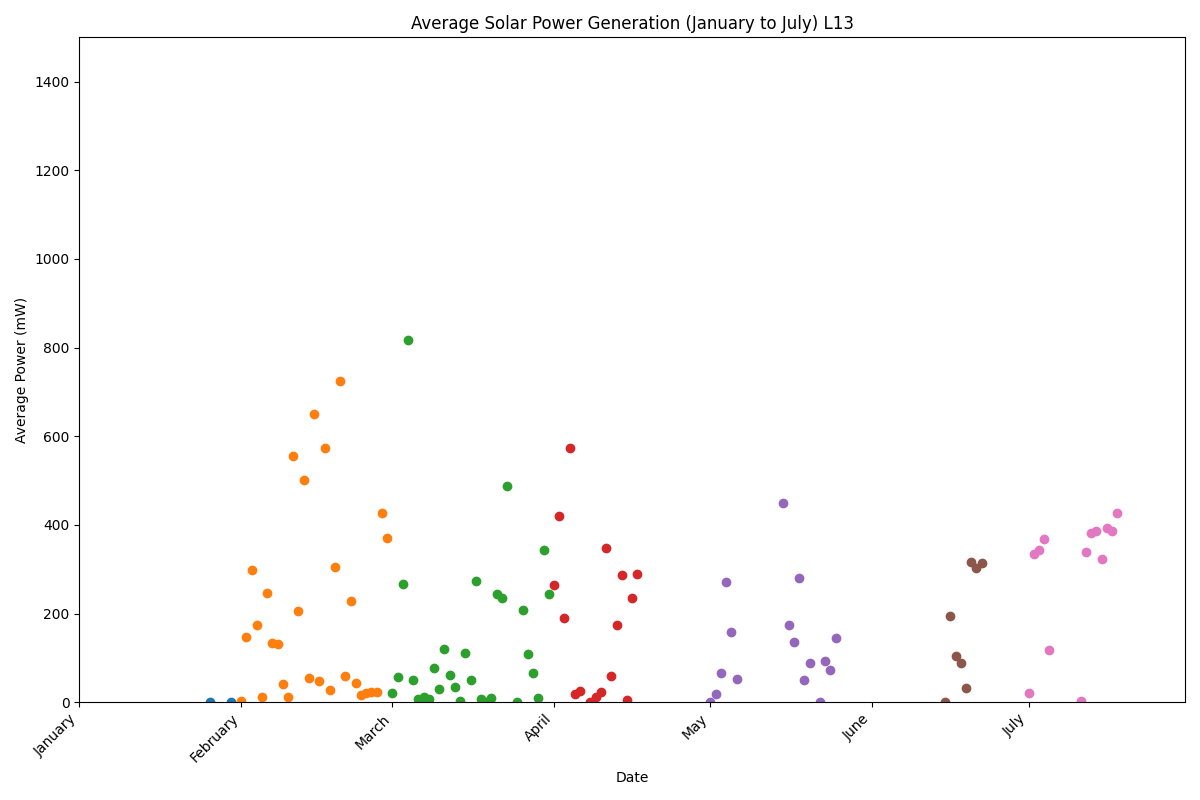 Average Solar Power Generation (January to July) L13
Average Power (mW)
1400
1200
1000
800
600
400
200
0
January
February
March
April
May
June
July
Date